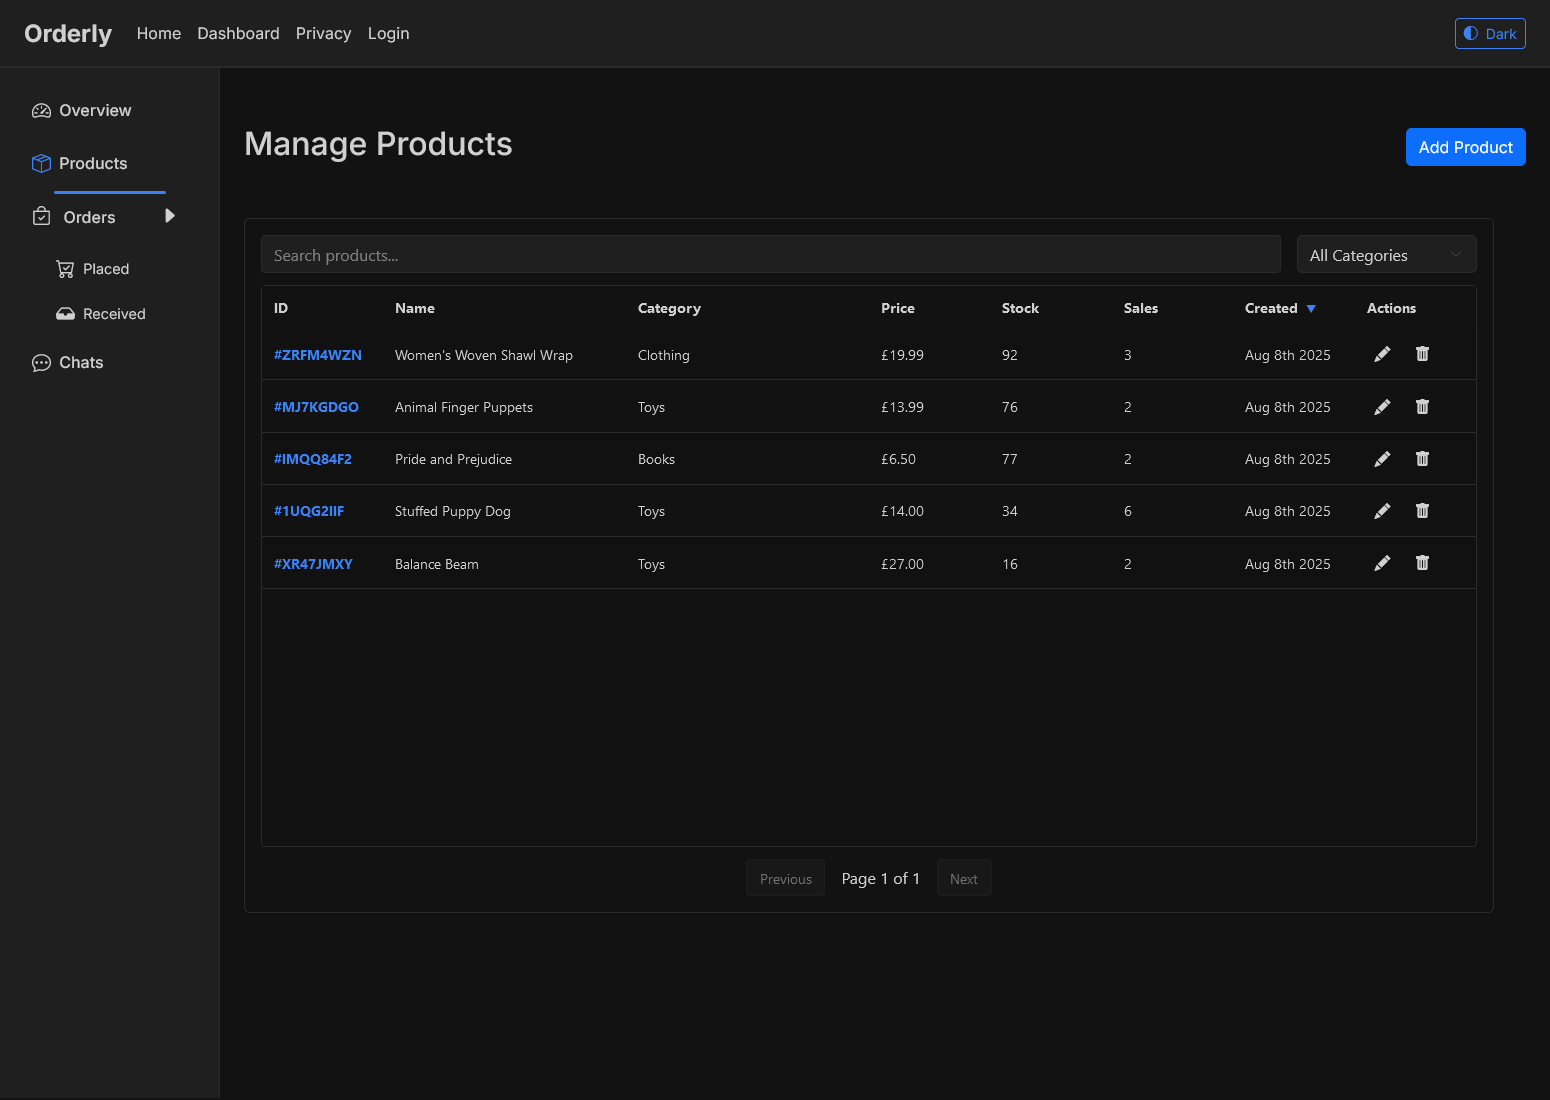 Orderly Home Dashboard Privacy Login Dark
Overview
Products
Orders
Placed
Received
Chats
Manage Products
Add Product
Search products... All Categories
ID Name Category Price Stock Sales Created Actions
#ZRFM4WZN Women's Woven Shawl Wrap Clothing £19.99 92 3 Aug 8th 2025
#MJ7KGDGO Animal Finger Puppets Toys £13.99 76 2 Aug 8th 2025
#IMQQ84F2 Pride and Prejudice Books £6.50 77 2 Aug 8th 2025
#1UQG2IIF Stuffed Puppy Dog Toys £14.00 34 6 Aug 8th 2025
#XR47JMXY Balance Beam Toys £27.00 16 2 Aug 8th 2025
Previous Page 1 of 1 Next